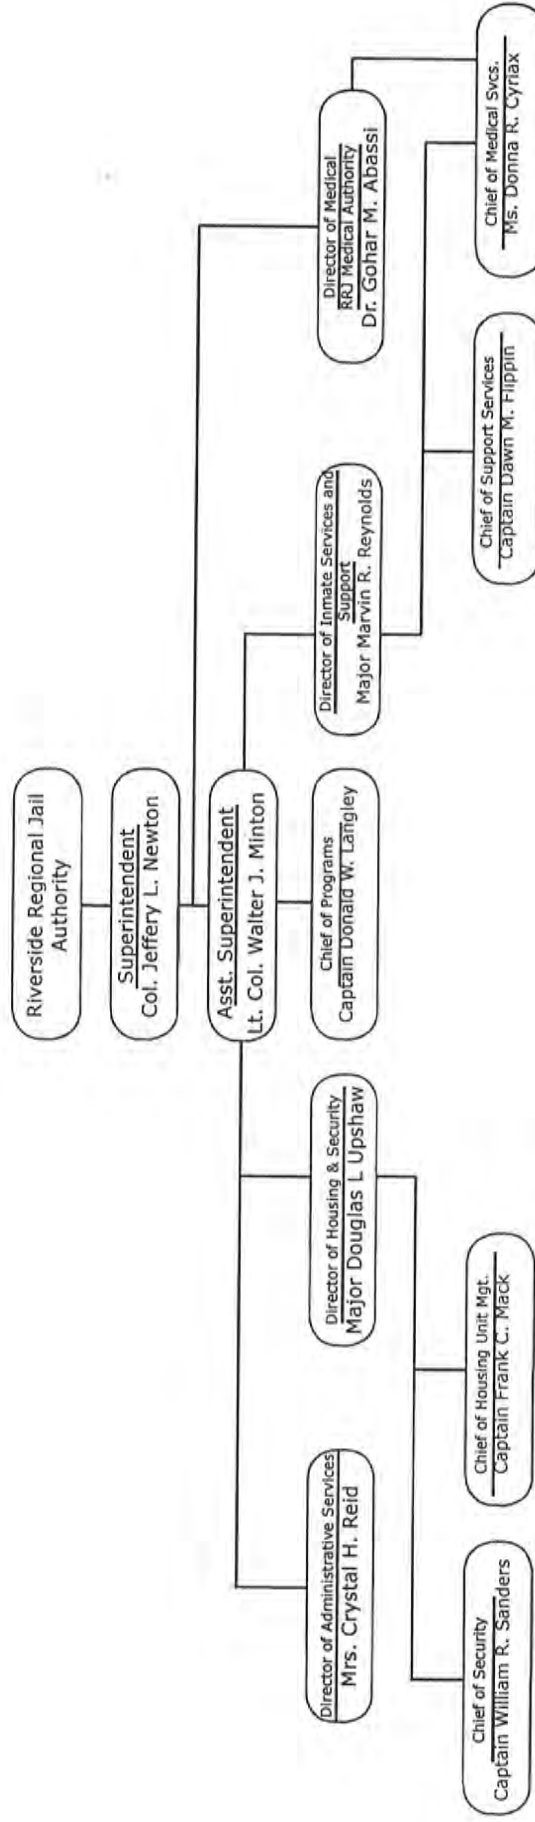 Riverside Regional Jail
Authority
Superintendent
Col. Jeffery L. Newton
Asst. Superintendent
Lt. Col. Walter J. Minton
Director of Administrative Services
Mrs. Crystal H. Reid
Director of Housing & Security
Major Douglas L Upshaw
Chief of Programs
Captain Donald W. Langley
Director of Inmate Services and
Support
Major Marvin R. Reynolds
Director of Medical
RRJ Medical Authority
Dr. Gohar M. Abassi
Chief of Security
Captain William R. Sanders
Chief of Housing Unit Mgt.
Captain Frank C. Mack
Chief of Support Services
Captain Dawn M. Flippin
Chief of Medical Svcs.
Ms. Donna R. Cyriax